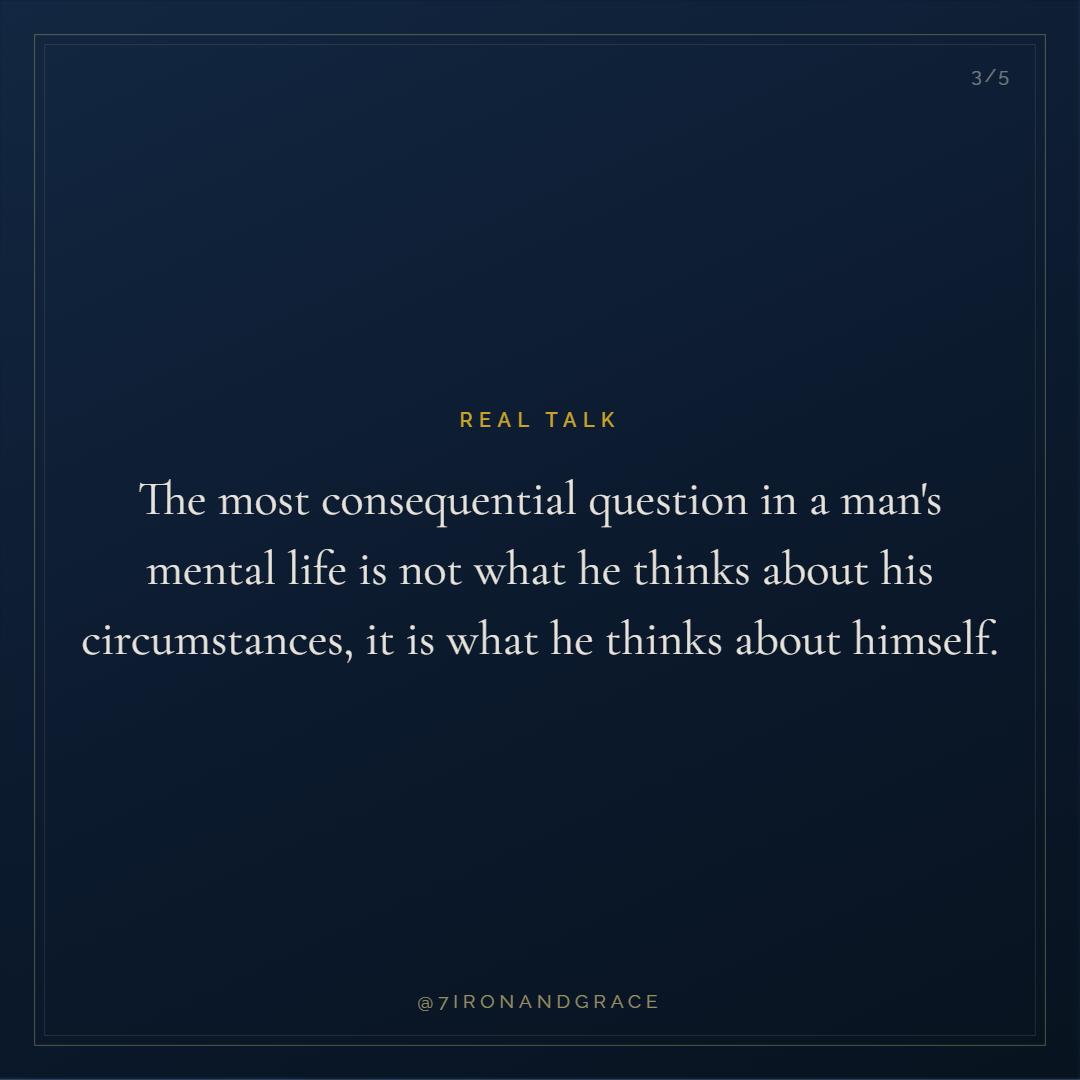 3/5
REAL TALK
The most consequential question in a man's
mental life is not what he thinks about his
circumstances, it is what he thinks about himself.
@7IRONANDGRACE